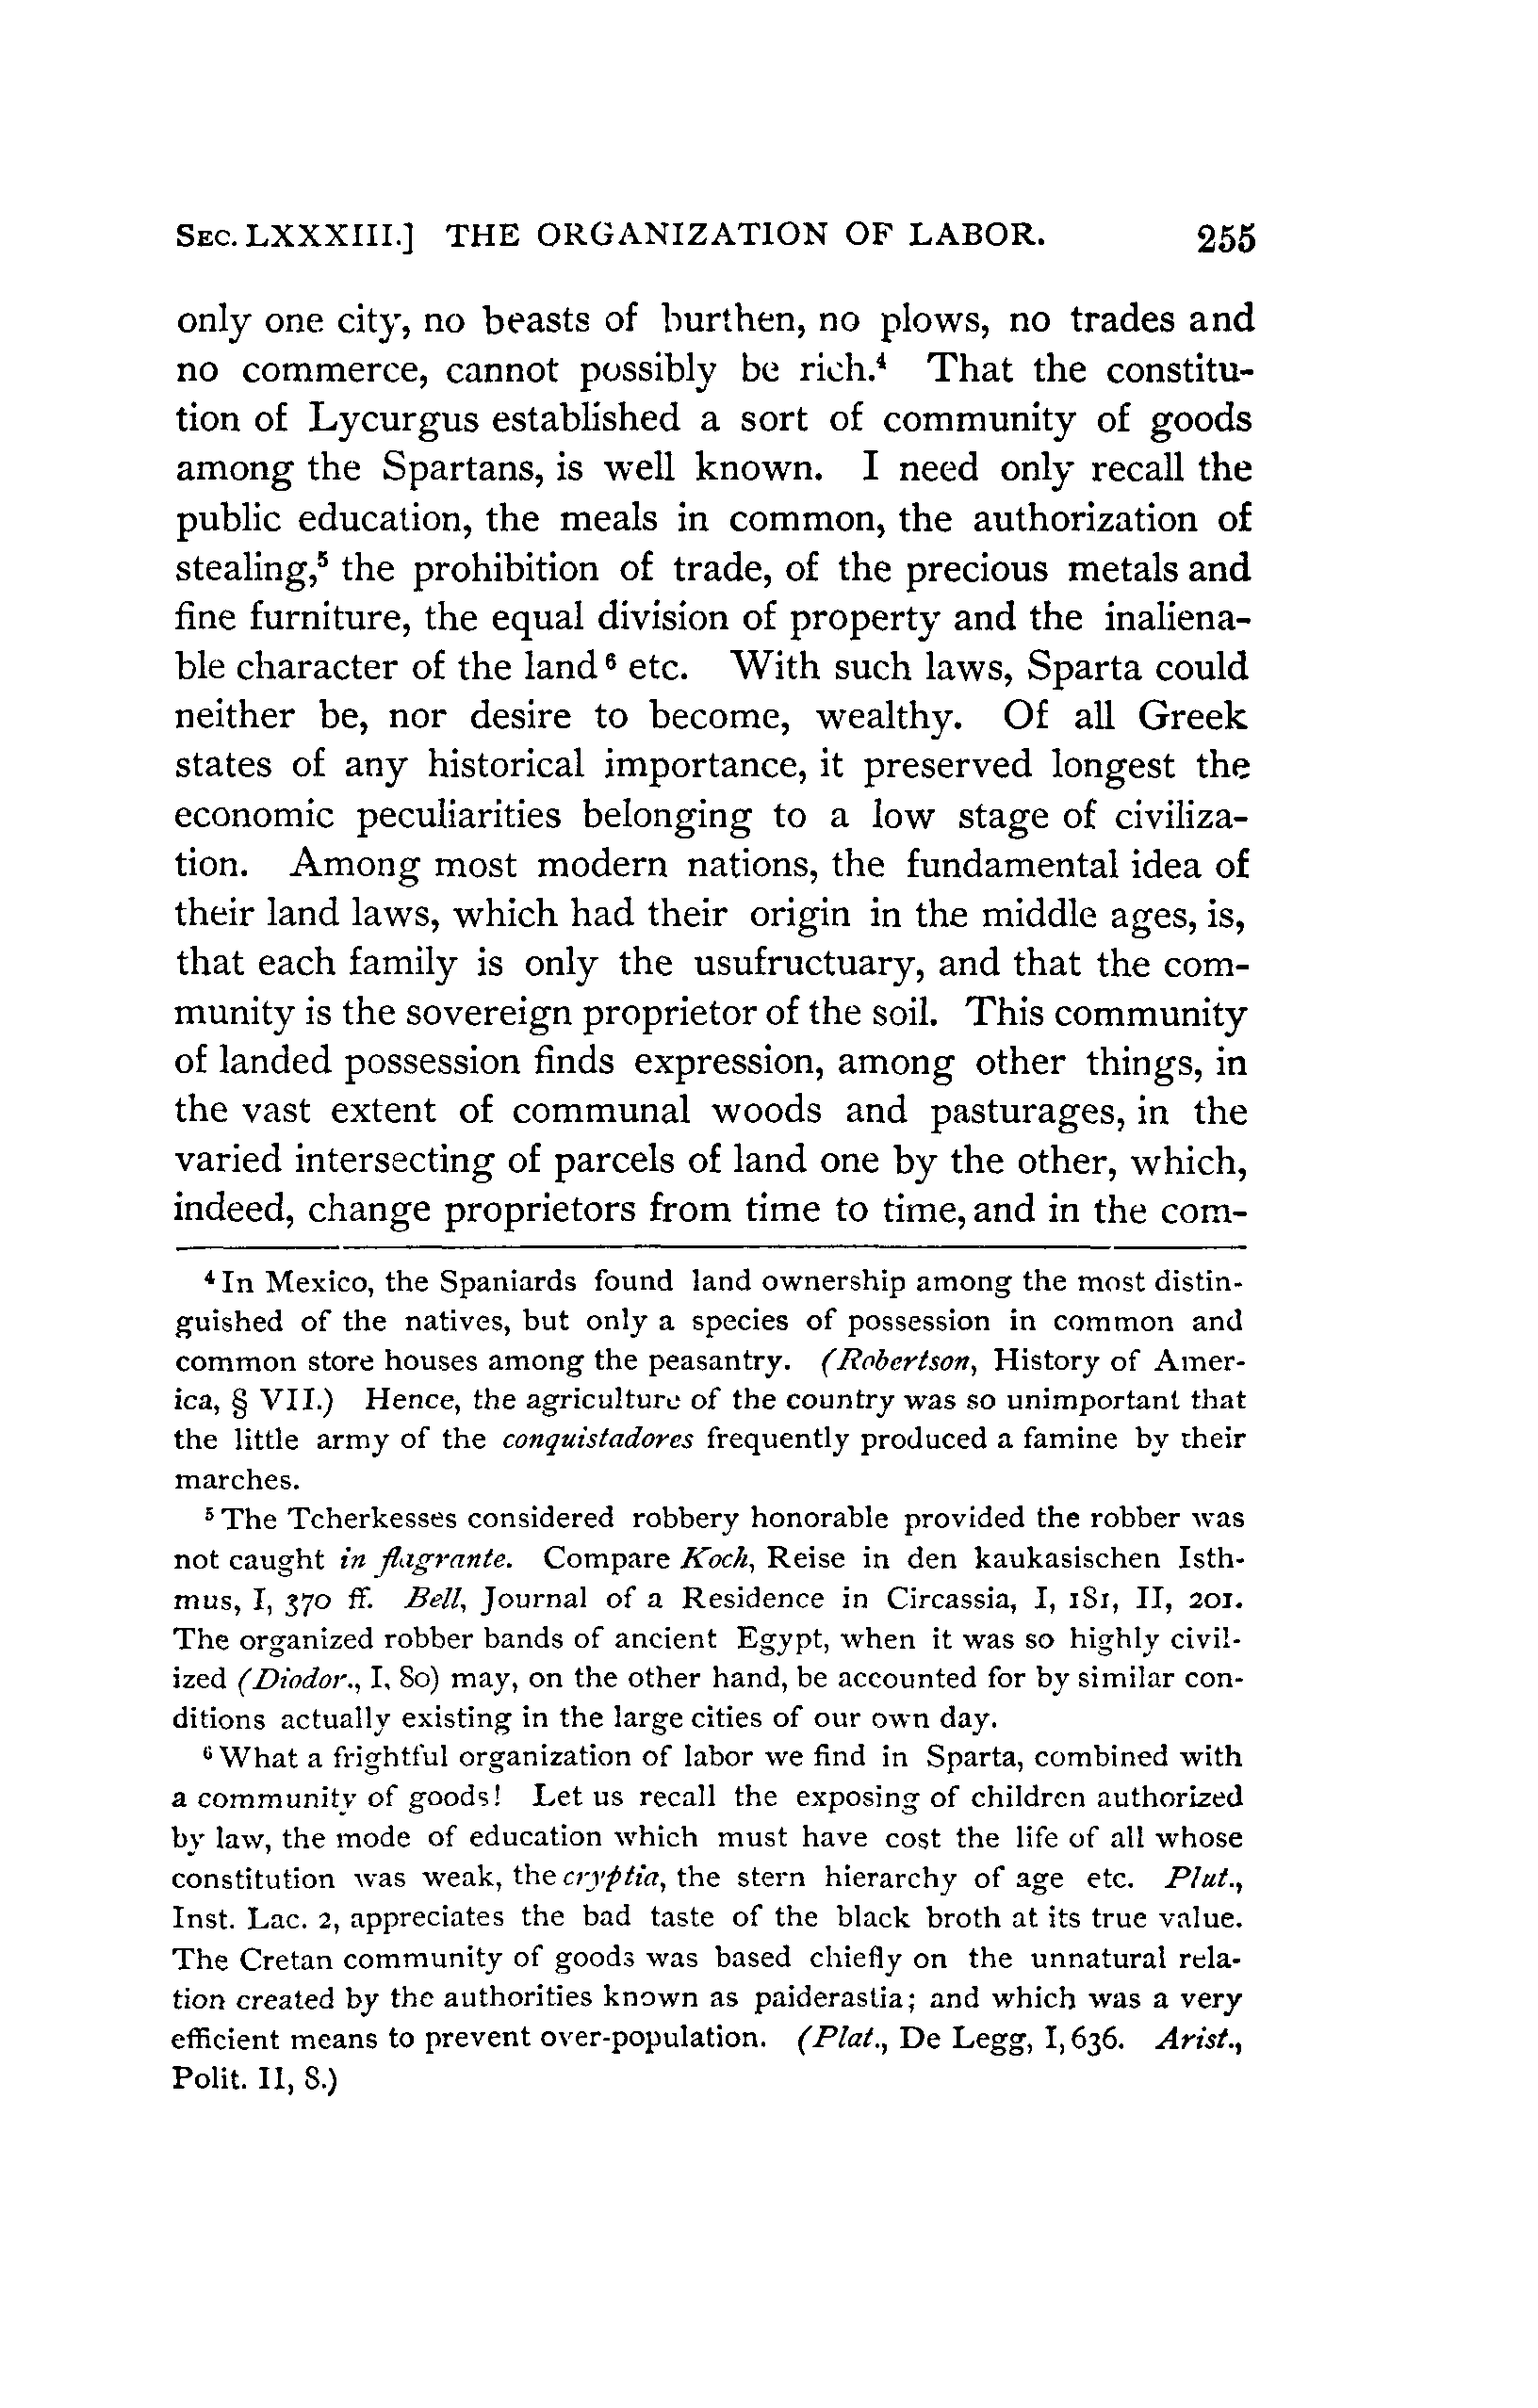 SEC. LXXXIII.] THE ORGANIZATION OF LABOR. 255
only one city, no beasts of burthen, no plows, no trades and
no commerce, cannot possibly be rich.⁴ That the constitu-
tion of Lycurgus established a sort of community of goods
among the Spartans, is well known. I need only recall the
public education, the meals in common, the authorization of
stealing,⁵ the prohibition of trade, of the precious metals and
fine furniture, the equal division of property and the inaliena-
ble character of the land⁶ etc. With such laws, Sparta could
neither be, nor desire to become, wealthy. Of all Greek
states of any historical importance, it preserved longest the
economic peculiarities belonging to a low stage of civiliza-
tion. Among most modern nations, the fundamental idea of
their land laws, which had their origin in the middle ages, is,
that each family is only the usufructuary, and that the com-
munity is the sovereign proprietor of the soil. This community
of landed possession finds expression, among other things, in
the vast extent of communal woods and pasturages, in the
varied intersecting of parcels of land one by the other, which,
indeed, change proprietors from time to time, and in the com-
⁴ In Mexico, the Spaniards found land ownership among the most distin-
guished of the natives, but only a species of possession in common and
common store houses among the peasantry. (Robertson, History of Amer-
ica, § VII.) Hence, the agriculture of the country was so unimportant that
the little army of the conquistadores frequently produced a famine by their
marches.
⁵ The Tcherkesses considered robbery honorable provided the robber was
not caught in flagrante. Compare Koch, Reise in den kaukasischen Isth-
mus, I, 370 ff. Bell, Journal of a Residence in Circassia, I, 181, II, 201.
The organized robber bands of ancient Egypt, when it was so highly civil-
ized (Diodor., I, 80) may, on the other hand, be accounted for by similar con-
ditions actually existing in the large cities of our own day.
⁶ What a frightful organization of labor we find in Sparta, combined with
a community of goods! Let us recall the exposing of children authorized
by law, the mode of education which must have cost the life of all whose
constitution was weak, the cryptia, the stern hierarchy of age etc. Plut.,
Inst. Lac. 2, appreciates the bad taste of the black broth at its true value.
The Cretan community of goods was based chiefly on the unnatural rela-
tion created by the authorities known as paiderastia; and which was a very
efficient means to prevent over-population. (Plat., De Legg, I, 636. Arist.,
Polit. II, 8.)